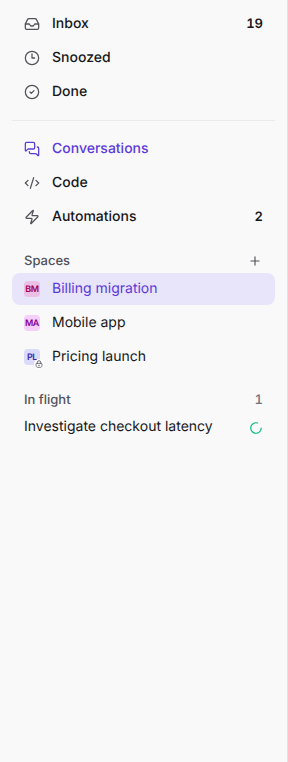 Inbox 19
Snoozed
Done
Conversations
Code
Automations 2
Spaces
BM Billing migration
MA Mobile app
PL Pricing launch
In flight 1
Investigate checkout latency